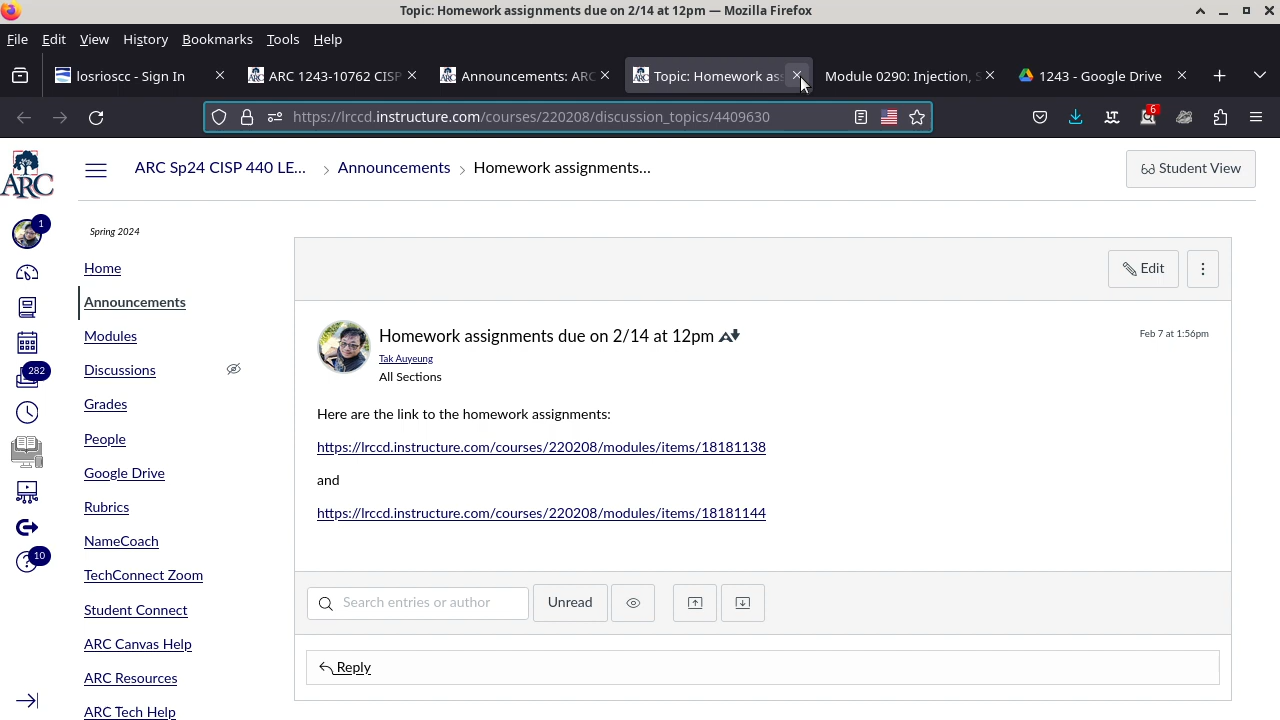 Topic: Homework assignments due on 2/14 at 12pm — Mozilla Firefox
File Edit View History Bookmarks Tools Help
losrioscc - Sign In
ARC 1243-10762 CISP
Announcements: ARC
Topic: Homework as
Module 0290: Injection,
1243 - Google Drive
https://lrccd.instructure.com/courses/220208/discussion_topics/4409630
6
ARC
ARC Sp24 CISP 440 LE...
Announcements
Homework assignments...
Student View
1
282
10
Spring 2024
Home
Announcements
Modules
Discussions
Grades
People
Google Drive
Rubrics
NameCoach
TechConnect Zoom
Student Connect
ARC Canvas Help
ARC Resources
ARC Tech Help
Edit
Homework assignments due on 2/14 at 12pm
Feb 7 at 1:56pm
Tak Auyeung
All Sections
Here are the link to the homework assignments:
https://lrccd.instructure.com/courses/220208/modules/items/18181138
and
https://lrccd.instructure.com/courses/220208/modules/items/18181144
Search entries or author
Unread
Reply